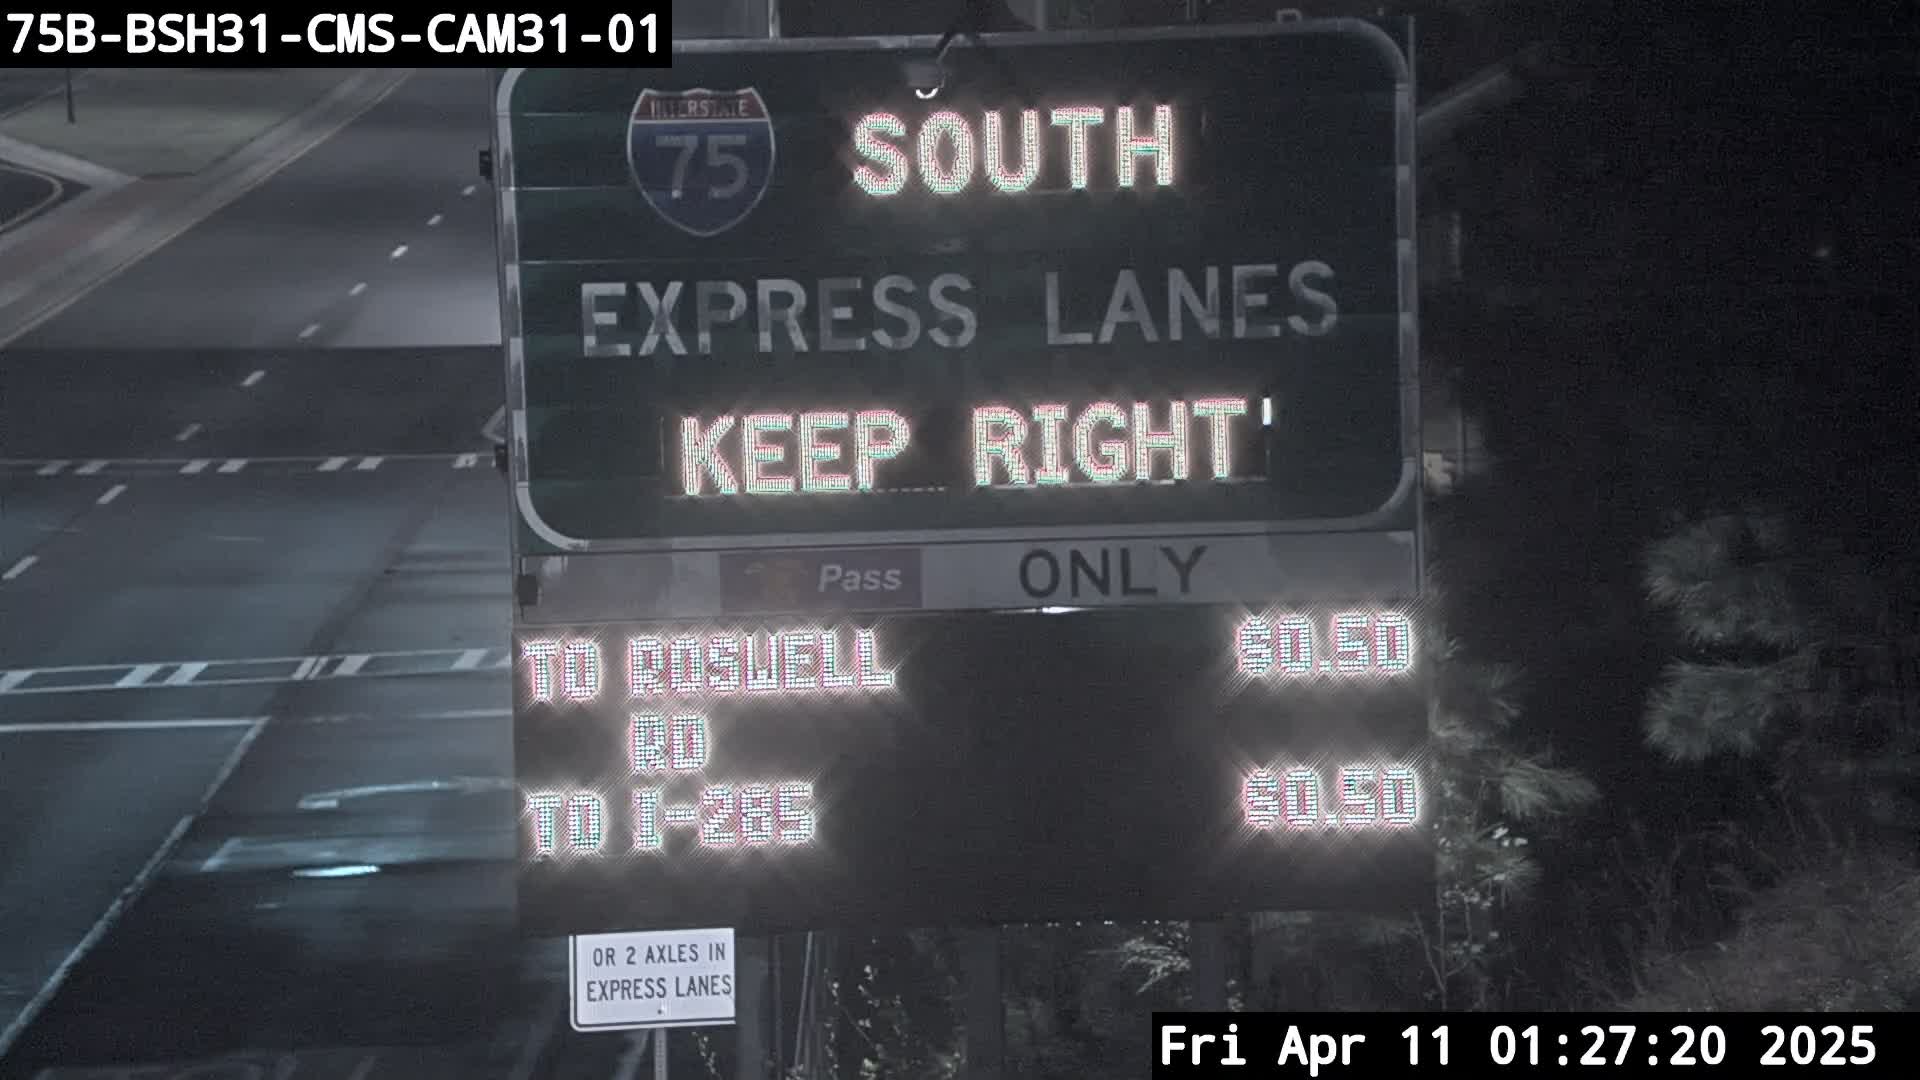 75B-BSH31-CMS-CAM31-01
INTERSTATE
75
SOUTH
EXPRESS LANES
KEEP RIGHT
Pass ONLY
TO ROSWELL $0.50
RD
TO I-285 $0.50
OR 2 AXLES IN
EXPRESS LANES
Fri Apr 11 01:27:20 2025